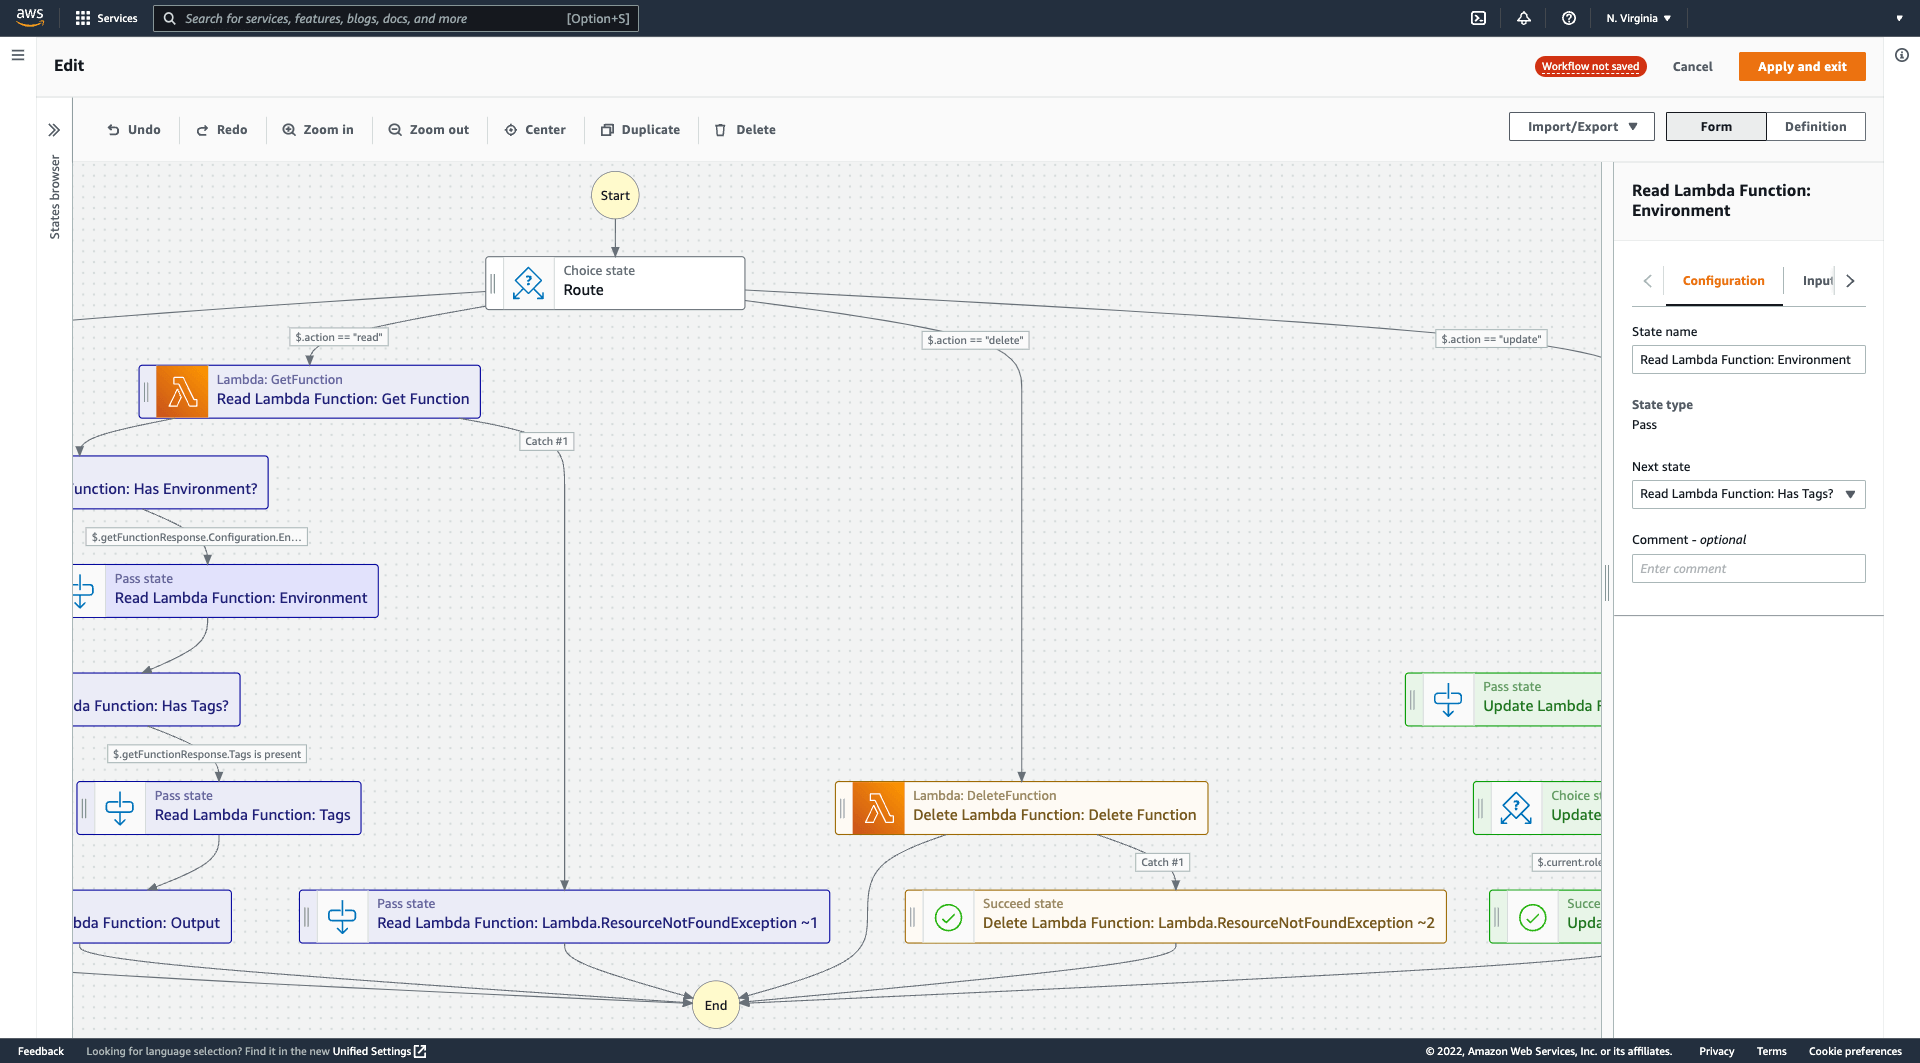 aws
Services
Search for services, features, blogs, docs, and more
[Option+S]
N. Virginia
Edit
Workflow not saved
Cancel
Apply and exit
States browser
Undo
Redo
Zoom in
Zoom out
Center
Duplicate
Delete
Import/Export
Form
Definition
Start
Choice state
Route
$.action == "read"
$.action == "delete"
$.action == "update"
Lambda: GetFunction
Read Lambda Function: Get Function
Catch #1
unction: Has Environment?
$.getFunctionResponse.Configuration.En...
Pass state
Read Lambda Function: Environment
da Function: Has Tags?
$.getFunctionResponse.Tags is present
Pass state
Read Lambda Function: Tags
bda Function: Output
Pass state
Read Lambda Function: Lambda.ResourceNotFoundException ~1
Lambda: DeleteFunction
Delete Lambda Function: Delete Function
Catch #1
Succeed state
Delete Lambda Function: Lambda.ResourceNotFoundException ~2
Pass state
Update Lambda F
Choice st
Update
$.current.role
Succe
Upda
End
Read Lambda Function:
Environment
Configuration
Input
State name
Read Lambda Function: Environment
State type
Pass
Next state
Read Lambda Function: Has Tags?
Comment - optional
Enter comment
Feedback
Looking for language selection? Find it in the new Unified Settings
© 2022, Amazon Web Services, Inc. or its affiliates.
Privacy
Terms
Cookie preferences